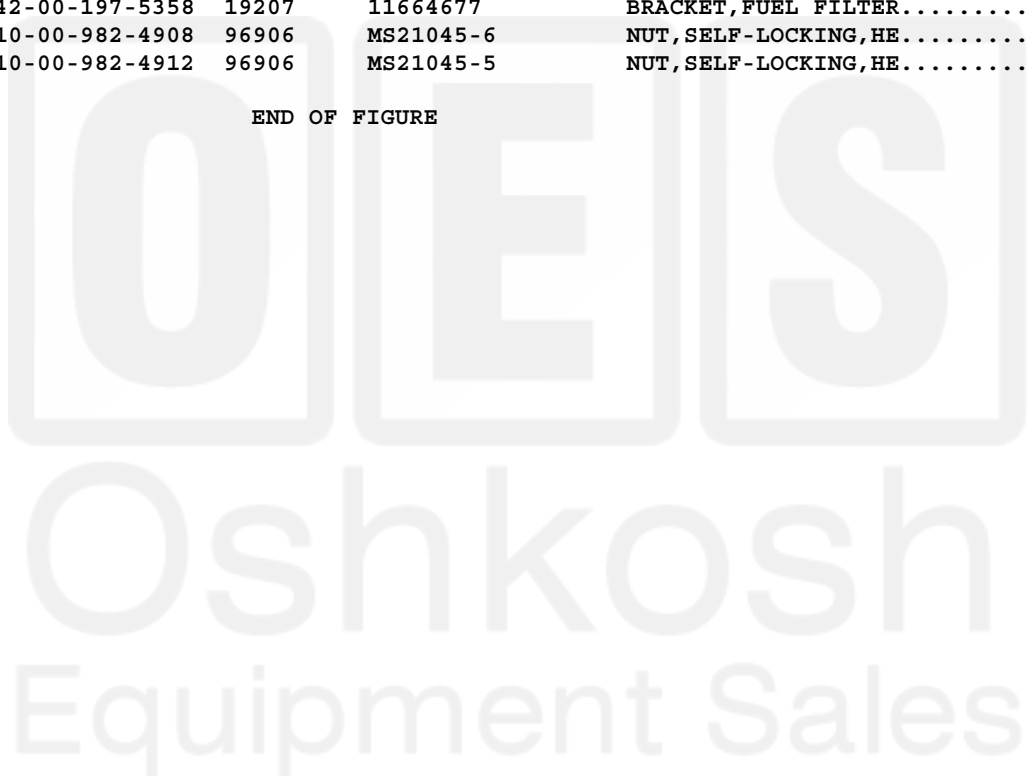 42-00-197-5358 19207 11664677 BRACKET,FUEL FILTER.........
10-00-982-4908 96906 MS21045-6 NUT,SELF-LOCKING,HE.........
10-00-982-4912 96906 MS21045-5 NUT,SELF-LOCKING,HE.........
END OF FIGURE
OES
Oshkosh
Equipment Sales